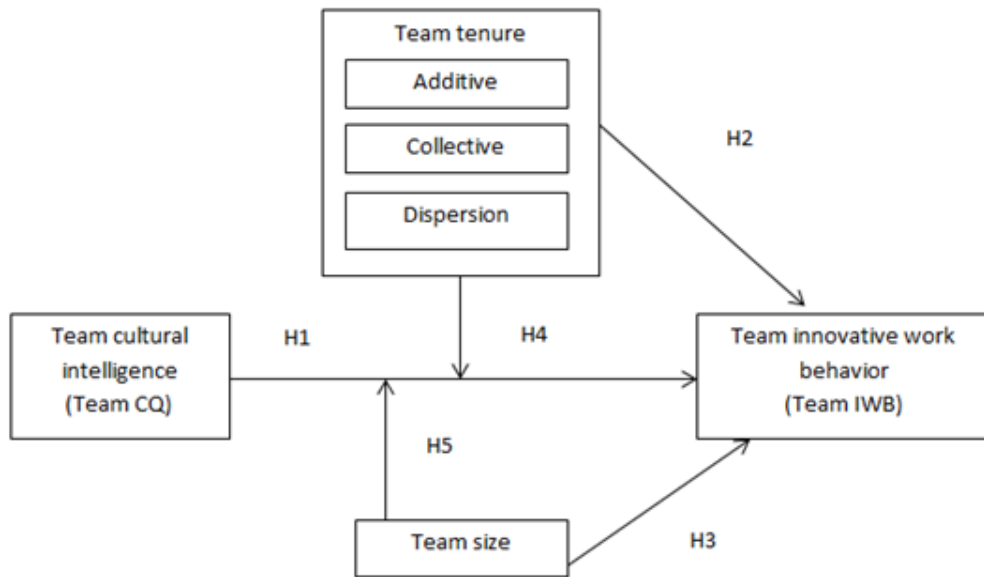 Team tenure
Additive
Collective
Dispersion
H2
Team cultural
intelligence
(Team CQ)
H1
H4
Team innovative work
behavior
(Team IWB)
H5
Team size
H3